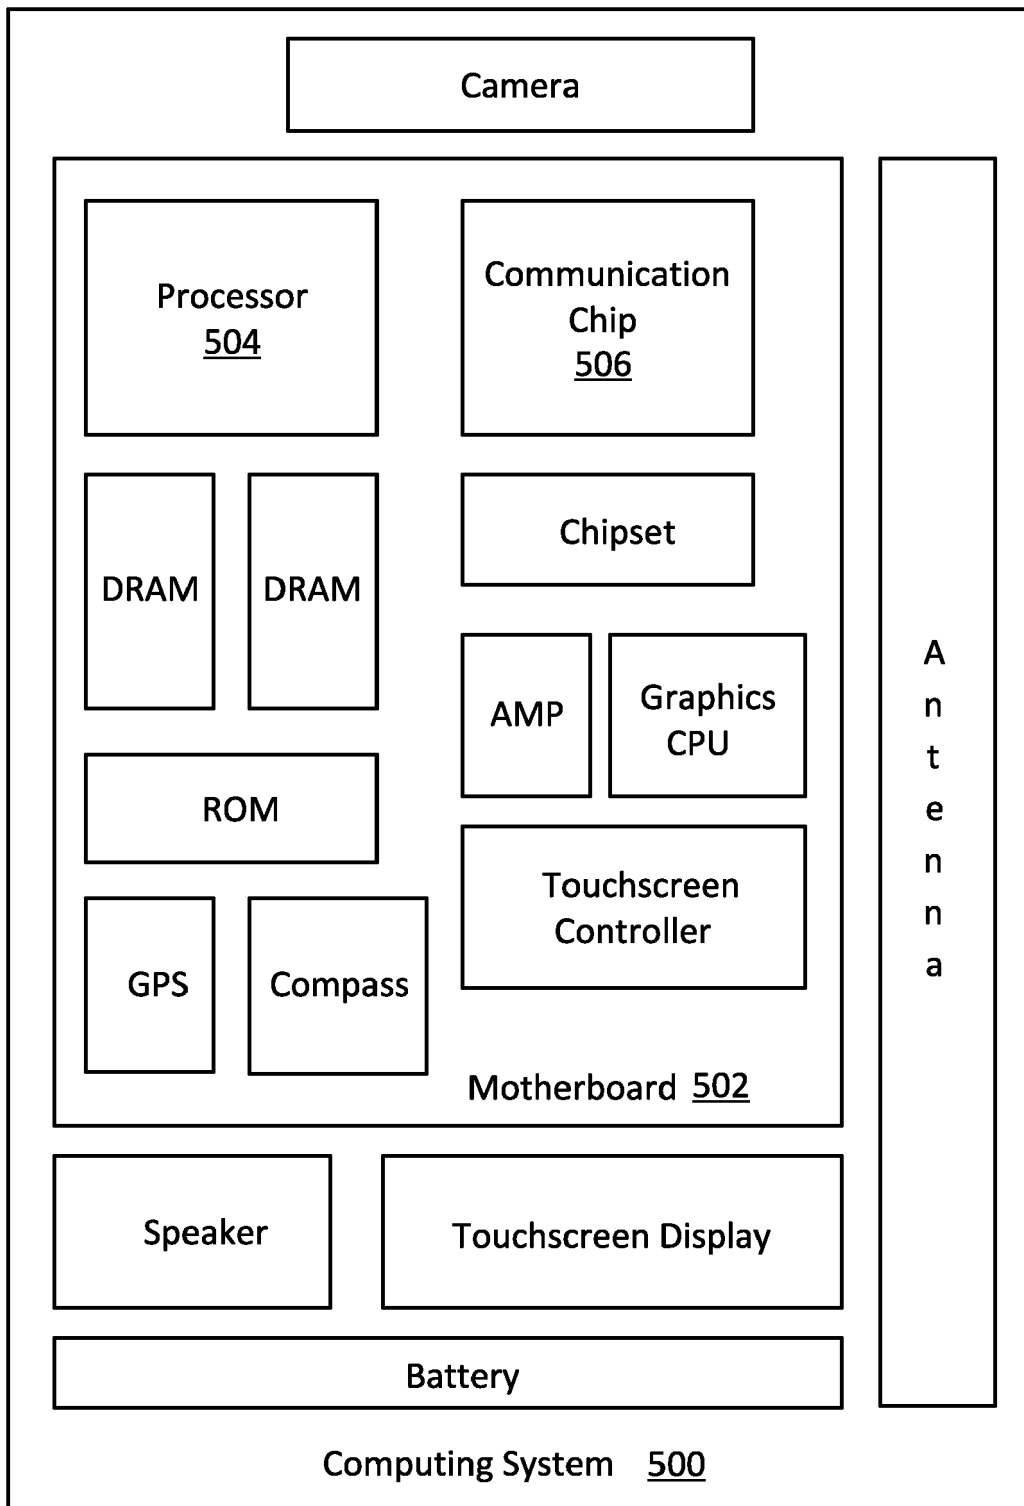 Camera
Processor
504
Communication
Chip
506
DRAM
DRAM
Chipset
AMP
Graphics
CPU
ROM
Touchscreen
Controller
GPS
Compass
Motherboard 502
Antenna
Speaker
Touchscreen Display
Battery
Computing System 500